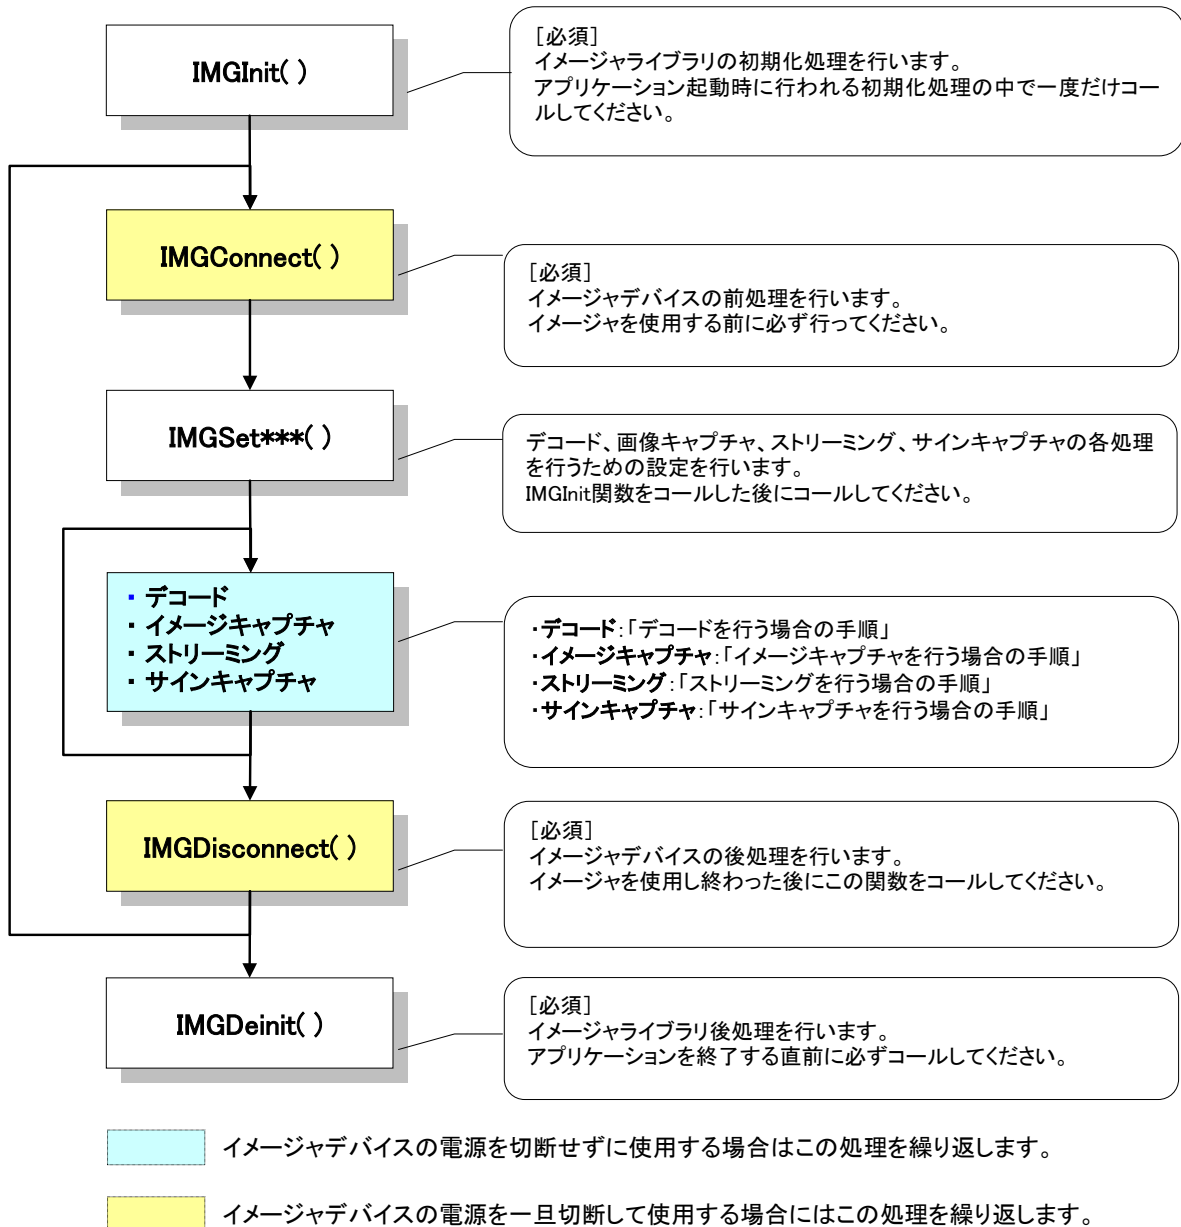 IMGInit( )
［必須］
イメージャライブラリの初期化処理を行います。
アプリケーション起動時に行われる初期化処理の中で一度だけコー
ルしてください。
IMGConnect( )
［必須］
イメージャデバイスの前処理を行います。
イメージャを使用する前に必ず行ってください。
IMGSet***( )
デコード、画像キャプチャ、ストリーミング、サインキャプチャの各処理
を行うための設定を行います。
IMGInit関数をコールした後にコールしてください。
・デコード
・イメージキャプチャ
・ストリーミング
・サインキャプチャ
・デコード：「デコードを行う場合の手順」
・イメージキャプチャ：「イメージキャプチャを行う場合の手順」
・ストリーミング：「ストリーミングを行う場合の手順」
・サインキャプチャ：「サインキャプチャを行う場合の手順」
IMGDisconnect( )
［必須］
イメージャデバイスの後処理を行います。
イメージャを使用し終わった後にこの関数をコールしてください。
IMGDeinit( )
［必須］
イメージャライブラリ後処理を行います。
アプリケーションを終了する直前に必ずコールしてください。
イメージャデバイスの電源を切断せずに使用する場合はこの処理を繰り返します。
イメージャデバイスの電源を一旦切断して使用する場合にはこの処理を繰り返します。